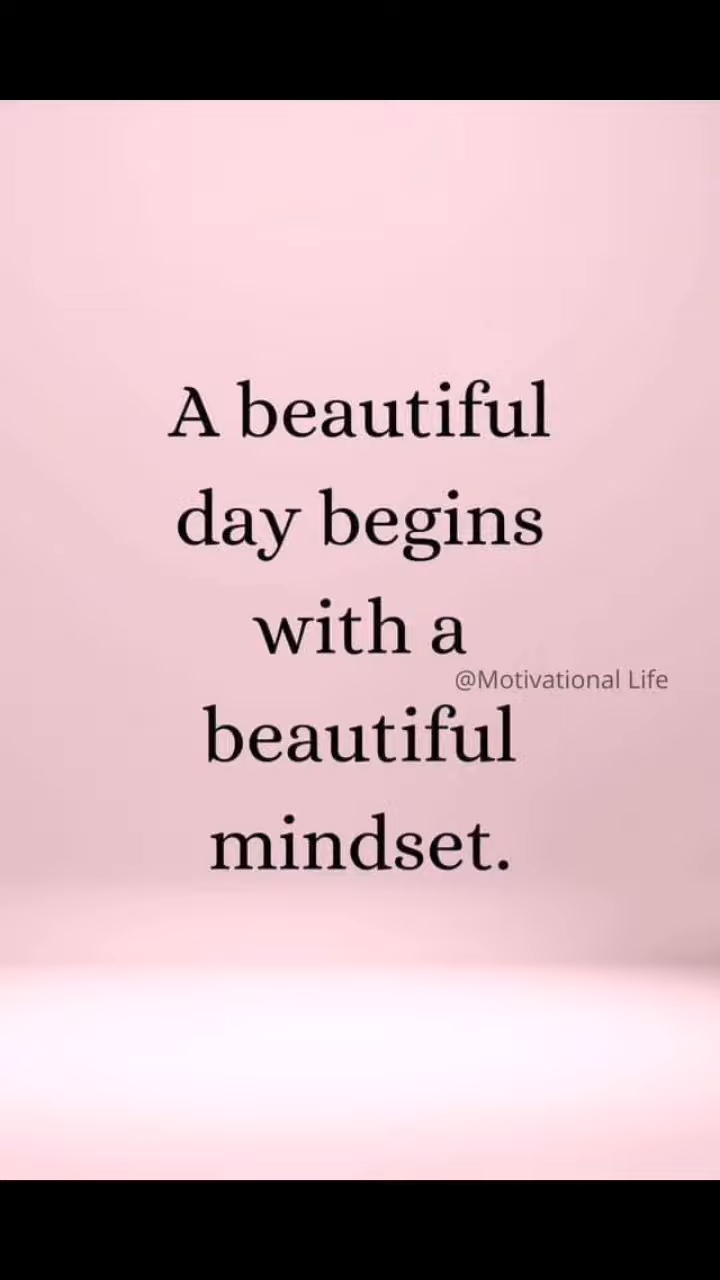 A beautiful
day begins
with a
@Motivational Life
beautiful
mindset.